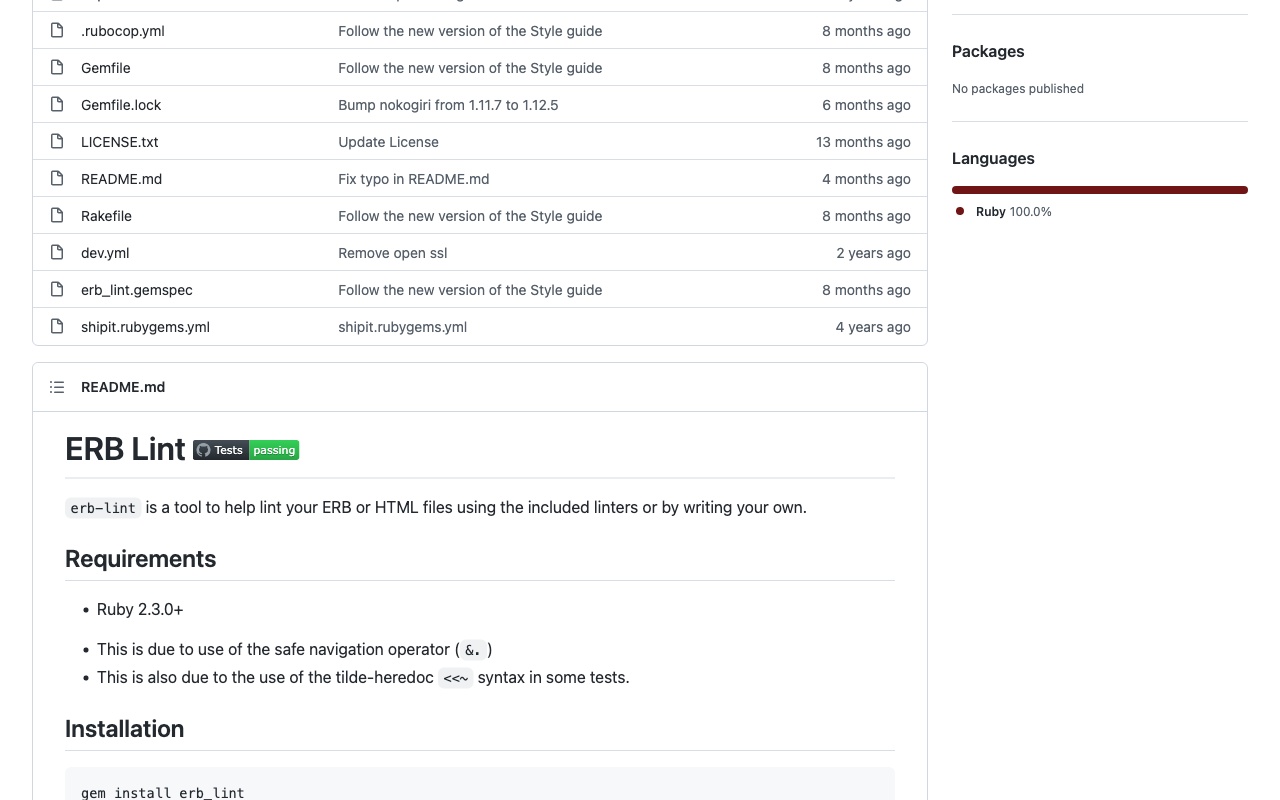 .rubocop.yml Follow the new version of the Style guide 8 months ago
Gemfile Follow the new version of the Style guide 8 months ago
Gemfile.lock Bump nokogiri from 1.11.7 to 1.12.5 6 months ago
LICENSE.txt Update License 13 months ago
README.md Fix typo in README.md 4 months ago
Rakefile Follow the new version of the Style guide 8 months ago
dev.yml Remove open ssl 2 years ago
erb_lint.gemspec Follow the new version of the Style guide 8 months ago
shipit.rubygems.yml shipit.rubygems.yml 4 years ago
README.md
ERB Lint Tests passing
erb-lint is a tool to help lint your ERB or HTML files using the included linters or by writing your own.
Requirements
• Ruby 2.3.0+
• This is due to use of the safe navigation operator ( &. )
• This is also due to the use of the tilde-heredoc <<~ syntax in some tests.
Installation
gem install erb_lint
Packages
No packages published
Languages
Ruby 100.0%